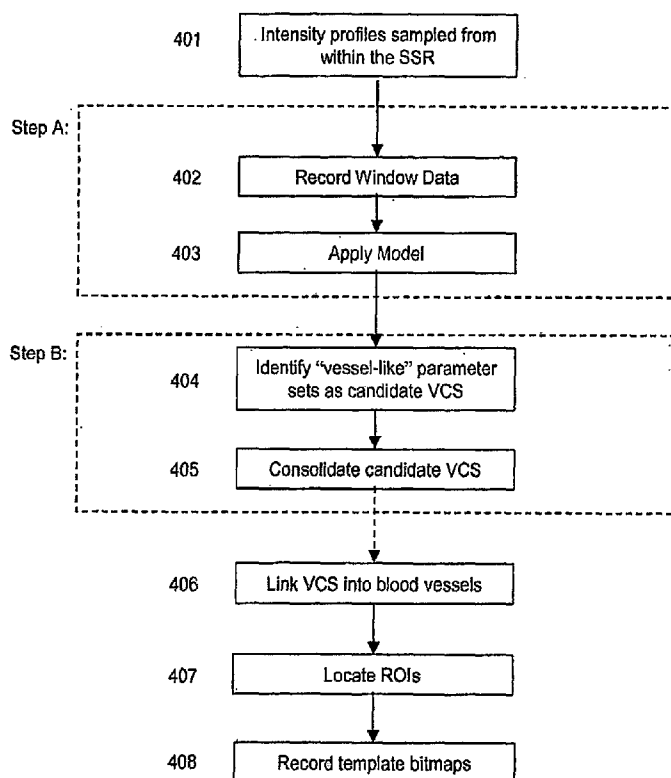 401 Intensity profiles sampled from
within the SSR
Step A:
402 Record Window Data
403 Apply Model
Step B:
404 Identify "vessel-like" parameter
sets as candidate VCS
405 Consolidate candidate VCS
406 Link VCS into blood vessels
407 Locate ROIs
408 Record template bitmaps